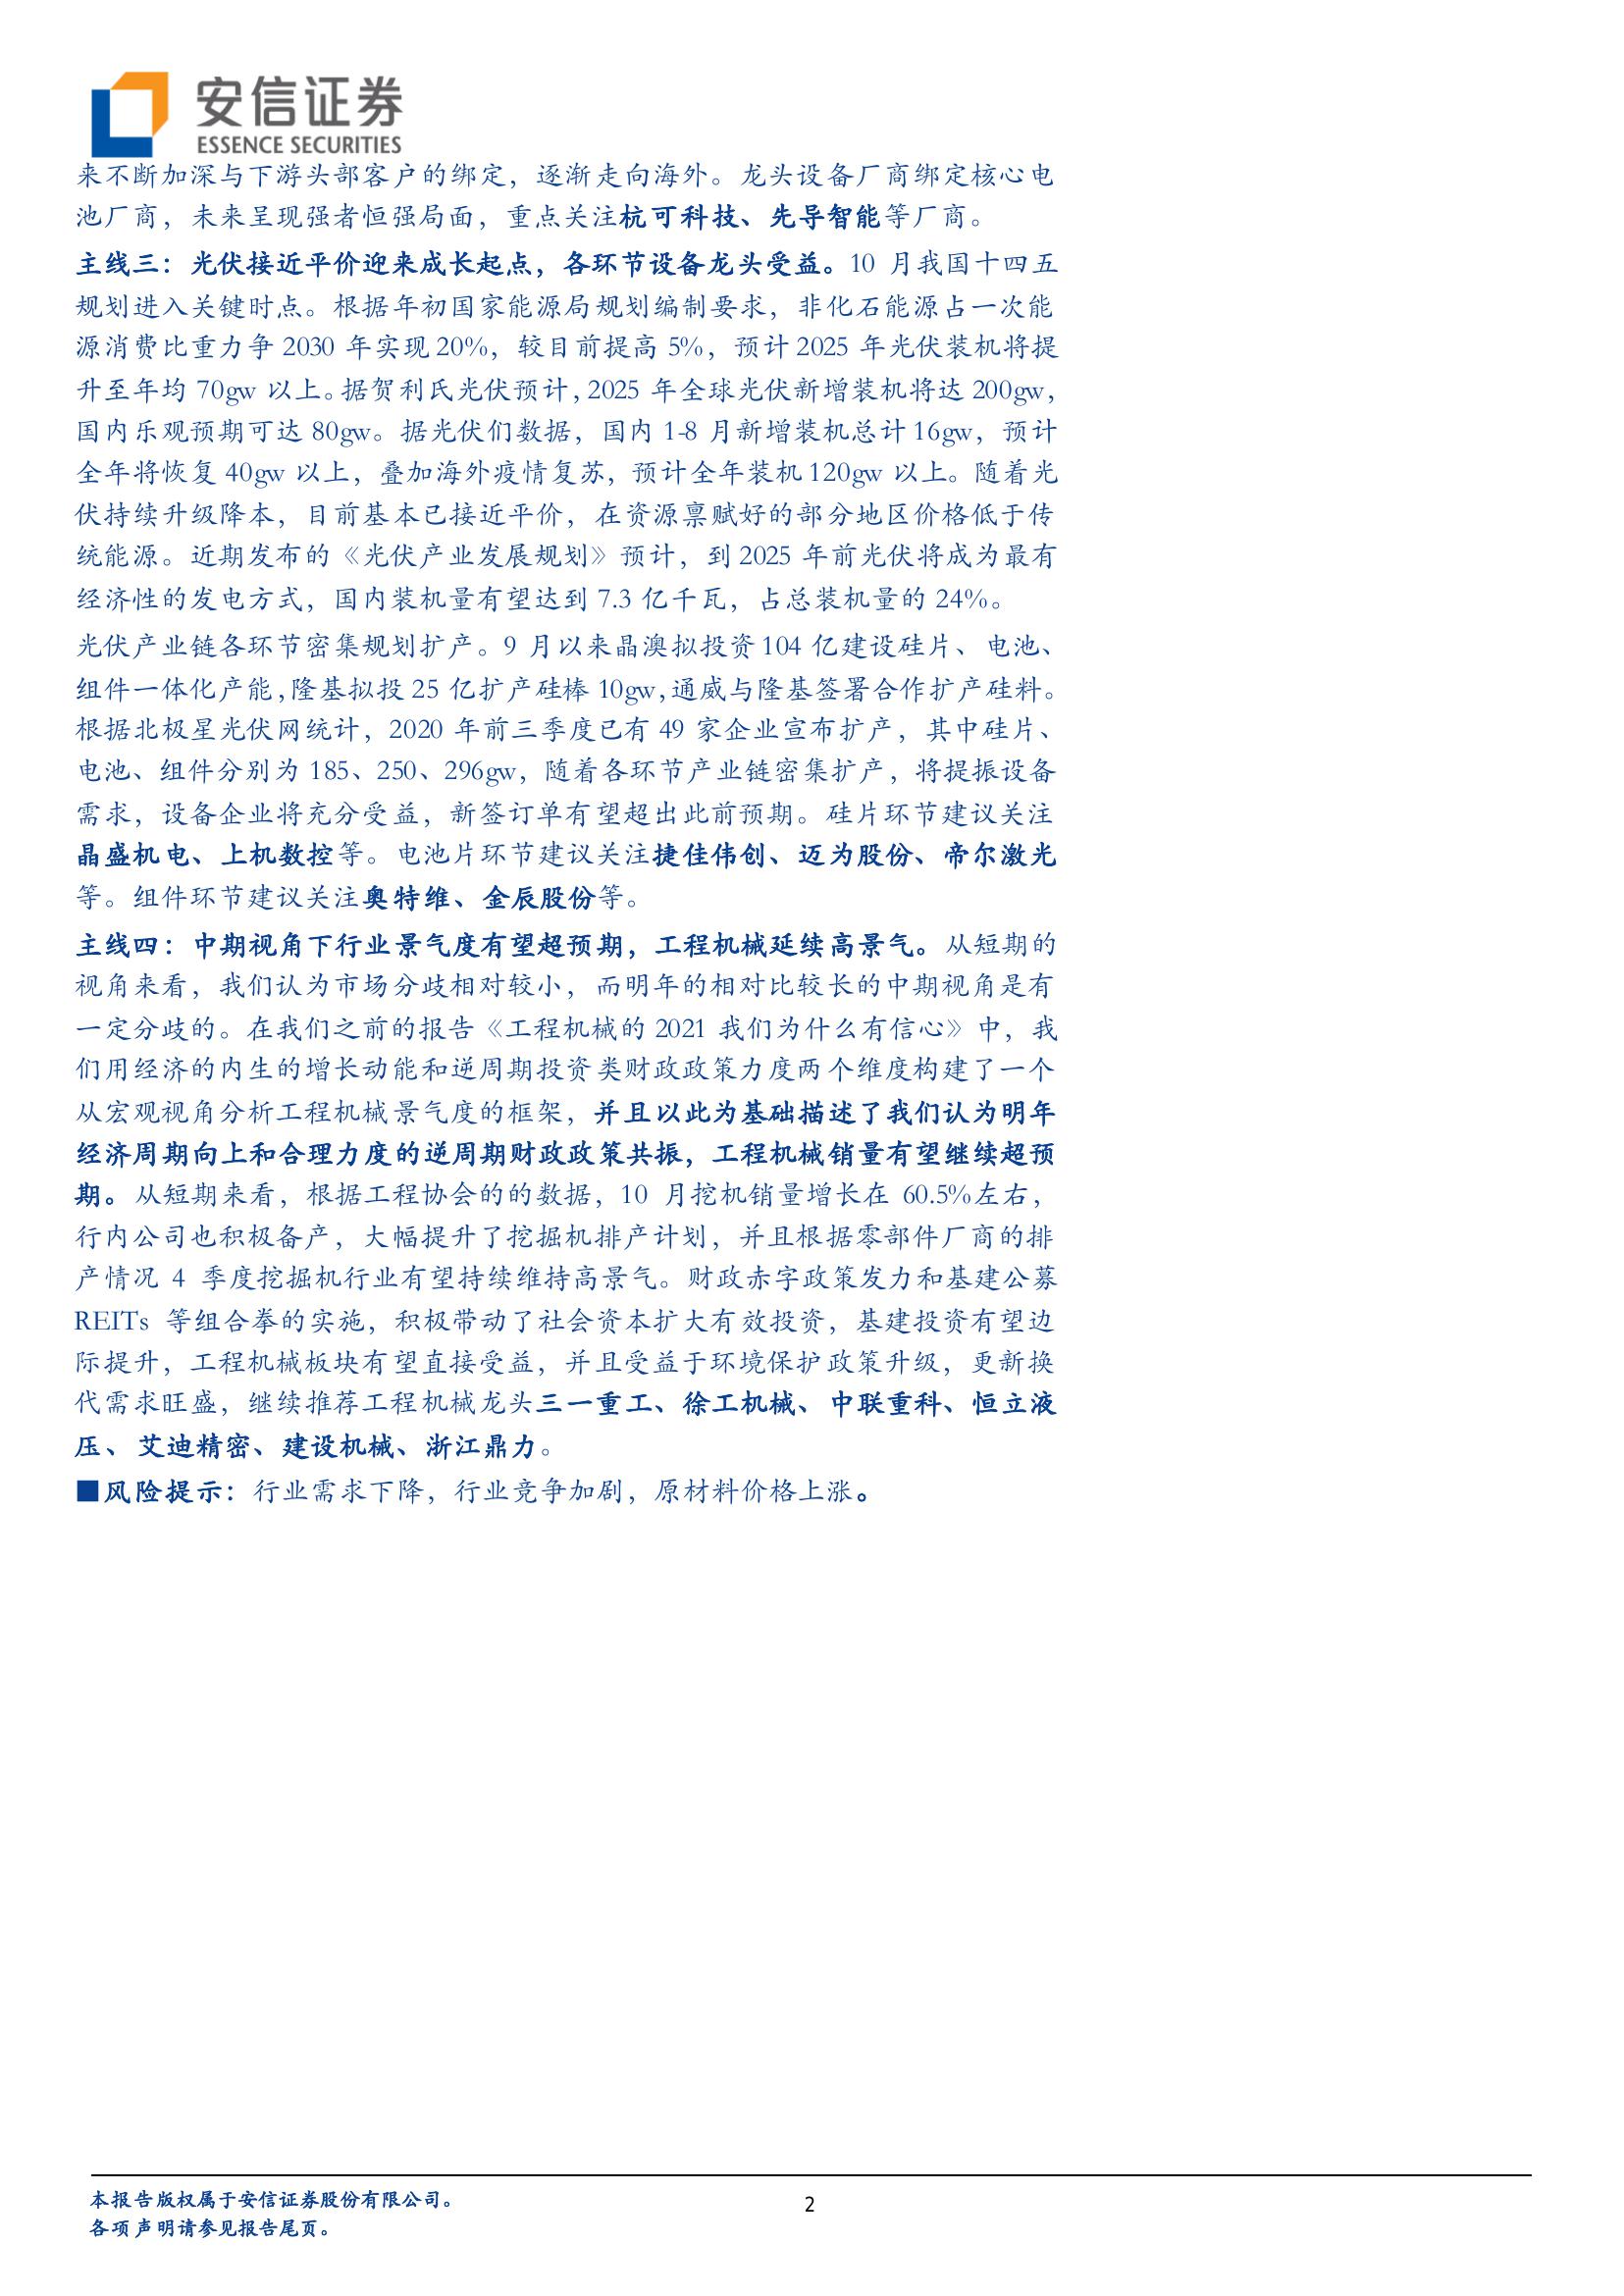 安信证券
ESSENCE SECURITIES
来不断加深与下游头部客户的绑定，逐渐走向海外。龙头设备厂商绑定核心电
池厂商，未来呈现强者恒强局面，重点关注杭可科技、先导智能等厂商。
主线三：光伏接近平价迎来成长起点，各环节设备龙头受益。10 月我国十四五
规划进入关键时点。根据年初国家能源局规划编制要求，非化石能源占一次能
源消费比重力争 2030 年实现 20%，较目前提高 5%，预计 2025 年光伏装机将提
升至年均 70gw 以上。据贺利氏光伏预计，2025 年全球光伏新增装机将达 200gw，
国内乐观预期可达 80gw。据光伏们数据，国内 1-8 月新增装机总计 16gw，预计
全年将恢复 40gw 以上，叠加海外疫情复苏，预计全年装机 120gw 以上。随着光
伏持续升级降本，目前基本已接近平价，在资源禀赋好的部分地区价格低于传
统能源。近期发布的《光伏产业发展规划》预计，到 2025 年前光伏将成为最有
经济性的发电方式，国内装机量有望达到 7.3 亿千瓦，占总装机量的 24%。
光伏产业链各环节密集规划扩产。9 月以来晶澳拟投资 104 亿建设硅片、电池、
组件一体化产能，隆基拟投 25 亿扩产硅棒 10gw，通威与隆基签署合作扩产硅料。
根据北极星光伏网统计，2020 年前三季度已有 49 家企业宣布扩产，其中硅片、
电池、组件分别为 185、250、296gw，随着各环节产业链密集扩产，将提振设备
需求，设备企业将充分受益，新签订单有望超出此前预期。硅片环节建议关注
晶盛机电、上机数控等。电池片环节建议关注捷佳伟创、迈为股份、帝尔激光
等。组件环节建议关注奥特维、金辰股份等。
主线四：中期视角下行业景气度有望超预期，工程机械延续高景气。从短期的
视角来看，我们认为市场分歧相对较小，而明年的相对比较长的中期视角是有
一定分歧的。在我们之前的报告《工程机械的 2021 我们为什么有信心》中，我
们用经济的内生的增长动能和逆周期投资类财政政策力度两个维度构建了一个
从宏观视角分析工程机械景气度的框架，并且以此为基础描述了我们认为明年
经济周期向上和合理力度的逆周期财政政策共振，工程机械销量有望继续超预
期。从短期来看，根据工程协会的的数据，10 月挖机销量增长在 60.5%左右，
行内公司也积极备产，大幅提升了挖掘机排产计划，并且根据零部件厂商的排
产情况 4 季度挖掘机行业有望持续维持高景气。财政赤字政策发力和基建公募
REITs 等组合拳的实施，积极带动了社会资本扩大有效投资，基建投资有望边
际提升，工程机械板块有望直接受益，并且受益于环境保护政策升级，更新换
代需求旺盛，继续推荐工程机械龙头三一重工、徐工机械、中联重科、恒立液
压、艾迪精密、建设机械、浙江鼎力。
■风险提示：行业需求下降，行业竞争加剧，原材料价格上涨。
本报告版权属于安信证券股份有限公司。
各项声明请参见报告尾页。
2